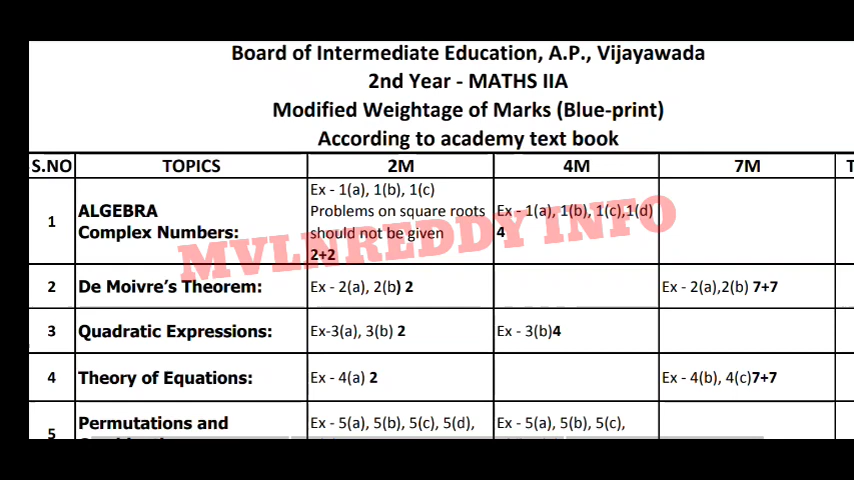 Board of Intermediate Education, A.P., Vijayawada
2nd Year - MATHS IIA
Modified Weightage of Marks (Blue-print)
According to academy text book
S.NO TOPICS 2M 4M 7M T
1 ALGEBRA
Complex Numbers:
Ex - 1(a), 1(b), 1(c)
Problems on square roots
should not be given
2+2
Ex - 1(a), 1(b), 1(c),1(d)
4
2 De Moivre's Theorem: Ex - 2(a), 2(b) 2 Ex - 2(a),2(b) 7+7
3 Quadratic Expressions: Ex-3(a), 3(b) 2 Ex - 3(b)4
4 Theory of Equations: Ex - 4(a) 2 Ex - 4(b), 4(c)7+7
5 Permutations and
Ex - 5(a), 5(b), 5(c), 5(d),
Ex - 5(a), 5(b), 5(c),
MVLNREDDY INFO